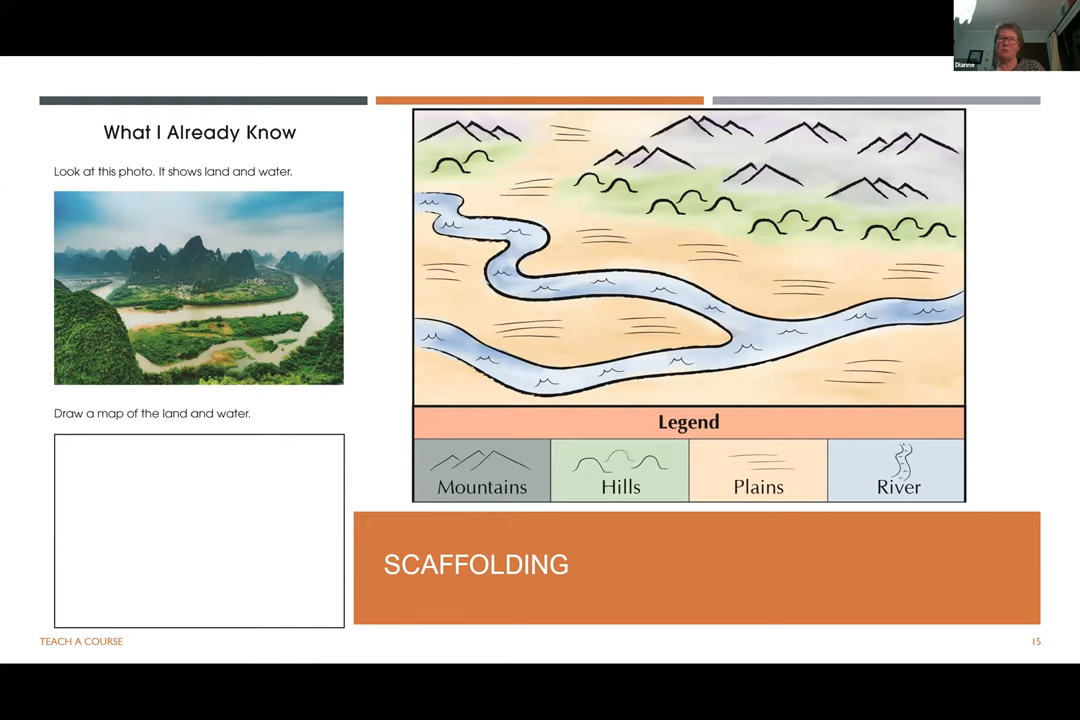 Dianne
What I Already Know
Look at this photo. It shows land and water.
Draw a map of the land and water.
Legend
Mountains
Hills
Plains
River
SCAFFOLDING
TEACH A COURSE
15